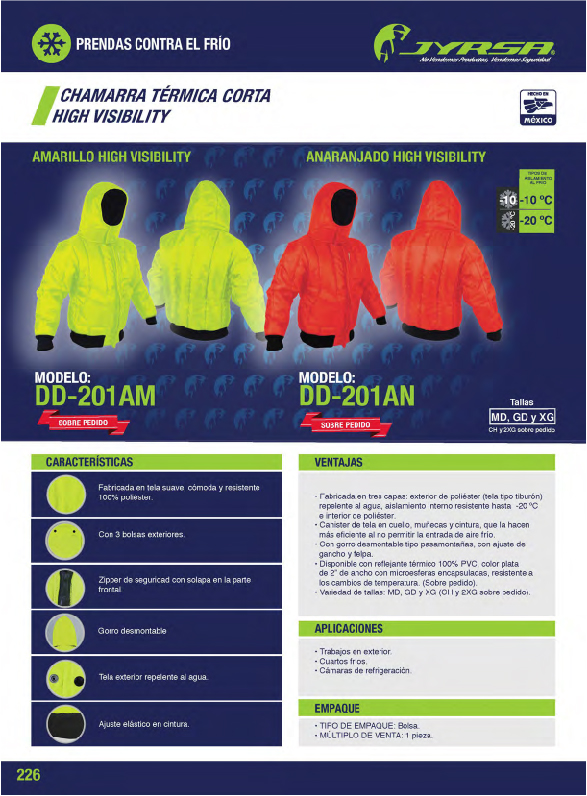 PRENDAS CONTRA EL FRÍO
JYRSA®
No Vendemos Productos, Vendemos Seguridad
CHAMARRA TÉRMICA CORTA
HIGH VISIBILITY
HECHO EN
MÉXICO
AMARILLO HIGH VISIBILITY
ANARANJADO HIGH VISIBILITY
TIPOS DE
AISLAMIENTO
AL FRÍO
-10 -10 ºC
-20 ºC -20 ºC
MODELO:
DD-201AM
SOBRE PEDIDO
MODELO:
DD-201AN
SOBRE PEDIDO
Tallas
MD, GD y XG
CH y2XG sobre pedido
CARACTERÍSTICAS
Fabricada en tela suave, cómoda y resistente
100% poliéster.
Con 3 bolsas exteriores.
Zipper de seguridad con solapa en la parte
frontal
Gorro desmontable
Tela exterior repelente al agua.
Ajuste elástico en cintura.
VENTAJAS
• Fabricada en tres capas: exterior de poliéster (tela tipo tiburón)
repelente al agua, aislamiento interno resistente hasta -20 ºC
e interior de poliéster.
• Canister de tela en cuello, muñecas y cintura, que la hacen
más eficiente al no permitir la entrada de aire frío.
• Con gorro desmontable tipo pasamontañas, con ajuste de
gancho y felpa.
• Disponible con reflejante térmico 100% PVC color plata
de 2" de ancho con microesferas encapsuladas, resistente a
los cambios de temperatura. (Sobre pedido).
• Variedad de tallas: MD, GD y XG (CH y 2XG sobre pedido).
APLICACIONES
• Trabajos en exterior.
• Cuartos fríos.
• Cámaras de refrigeración.
EMPAQUE
• TIPO DE EMPAQUE: Bolsa.
• MÚLTIPLO DE VENTA: 1 pieza.
226